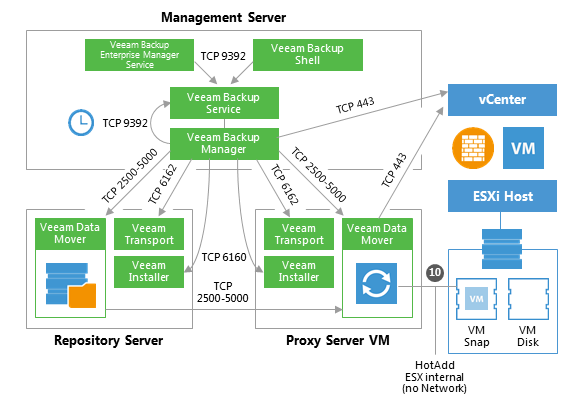 Management Server
Veeam Backup
Enterprise Manager
Service
TCP 9392
Veeam Backup
Shell
Veeam Backup
Service
TCP 9392
Veeam Backup
Manager
TCP 443
vCenter
VM
TCP 2500-5000
TCP 6162
TCP 6162
TCP 2500-5000
TCP 443
ESXi Host
Veeam Data
Mover
Veeam
Transport
Veeam
Installer
TCP 6160
TCP
2500-5000
Veeam
Transport
Veeam
Installer
Veeam Data
Mover
10
VM
VM
Snap
VM
Disk
Repository Server
Proxy Server VM
HotAdd
ESX internal
(no Network)